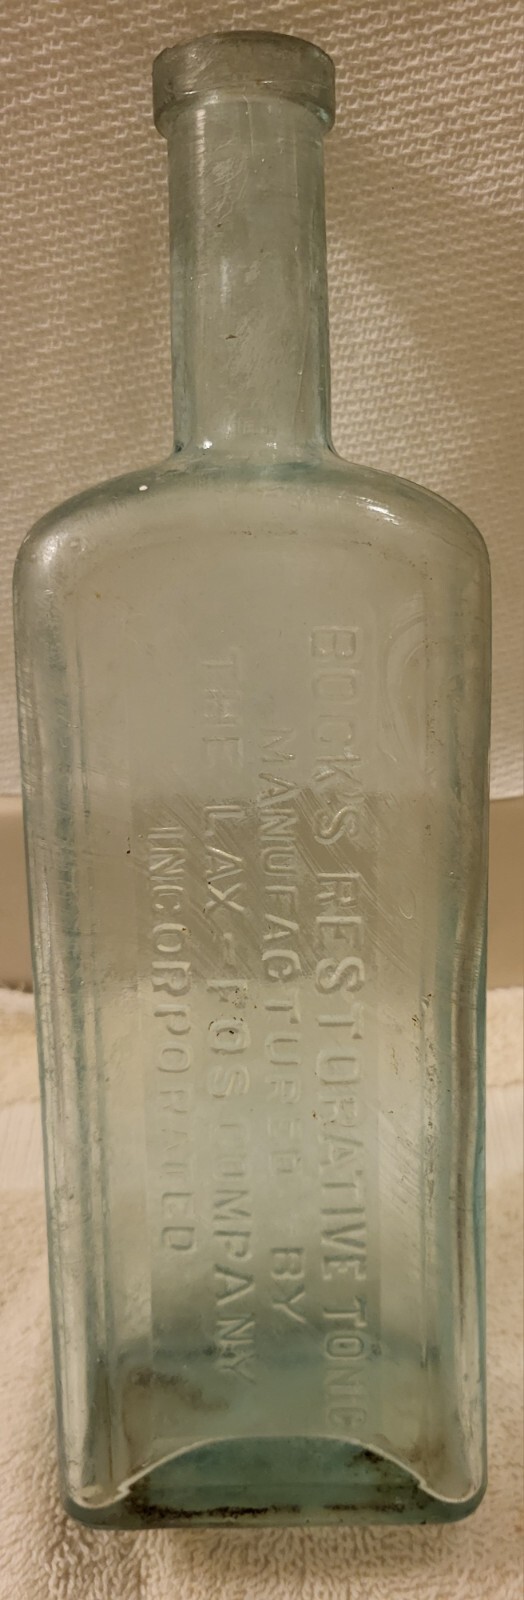 BOCK'S RESTORATIVE TONIC
MANUFACTURED BY
THE LAX-FOS COMPANY
INCORPORATED